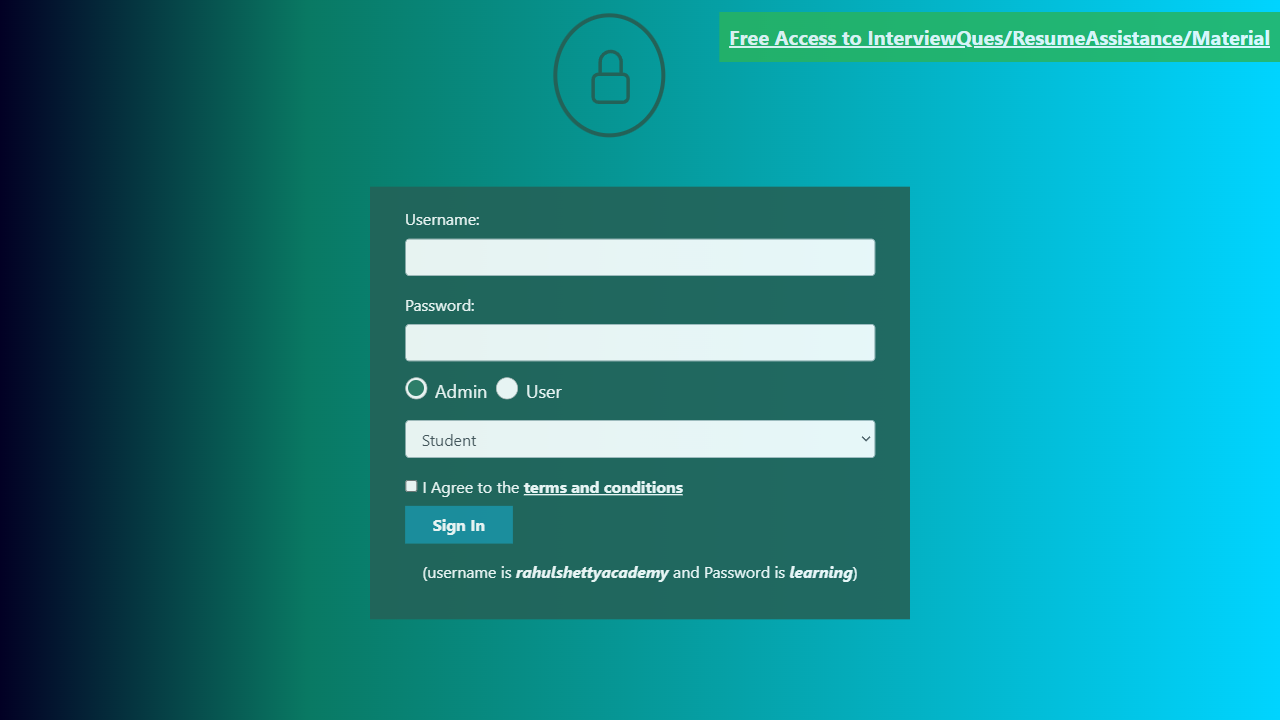 Free Access to InterviewQues/ResumeAssistance/Material
Username:
Password:
Admin User
Student
I Agree to the terms and conditions
Sign In
(username is rahulshettyacademy and Password is learning)